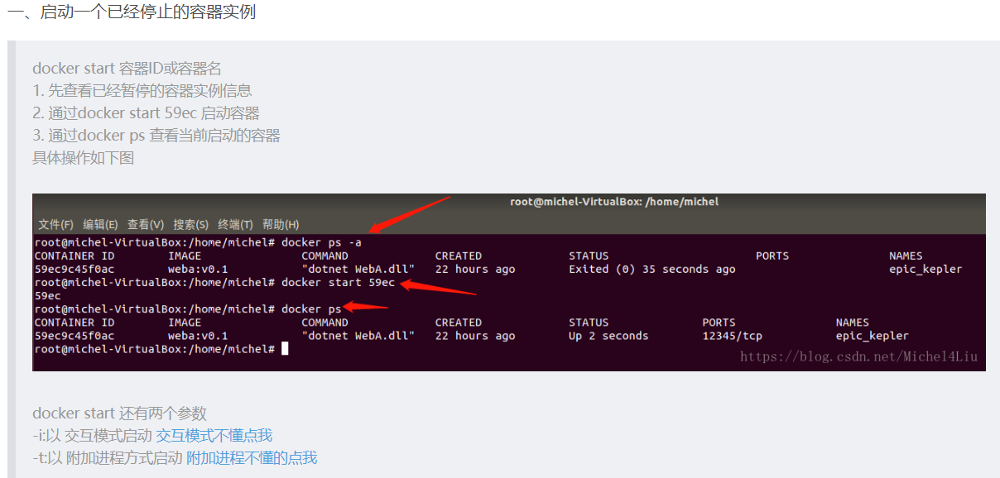 一、启动一个已经停止的容器实例
docker start 容器ID或容器名
1. 先查看已经暂停的容器实例信息
2. 通过docker start 59ec 启动容器
3. 通过docker ps 查看当前启动的容器
具体操作如下图
root@michel-VirtualBox: /home/michel
文件(F) 编辑(E) 查看(V) 搜索(S) 终端(T) 帮助(H)
root@michel-VirtualBox:/home/michel# docker ps -a
CONTAINER ID IMAGE COMMAND CREATED STATUS PORTS NAMES
59ec9c45f0ac weba:v0.1 "dotnet WebA.dll" 22 hours ago Exited (0) 35 seconds ago epic_kepler
root@michel-VirtualBox:/home/michel# docker start 59ec
59ec
root@michel-VirtualBox:/home/michel# docker ps
CONTAINER ID IMAGE COMMAND CREATED STATUS PORTS NAMES
59ec9c45f0ac weba:v0.1 "dotnet WebA.dll" 22 hours ago Up 2 seconds 12345/tcp epic_kepler
root@michel-VirtualBox:/home/michel#
https://blog.csdn.net/Michel4Liu
docker start 还有两个参数
-i:以 交互模式启动 交互模式不懂点我
-t:以 附加进程方式启动 附加进程不懂的点我